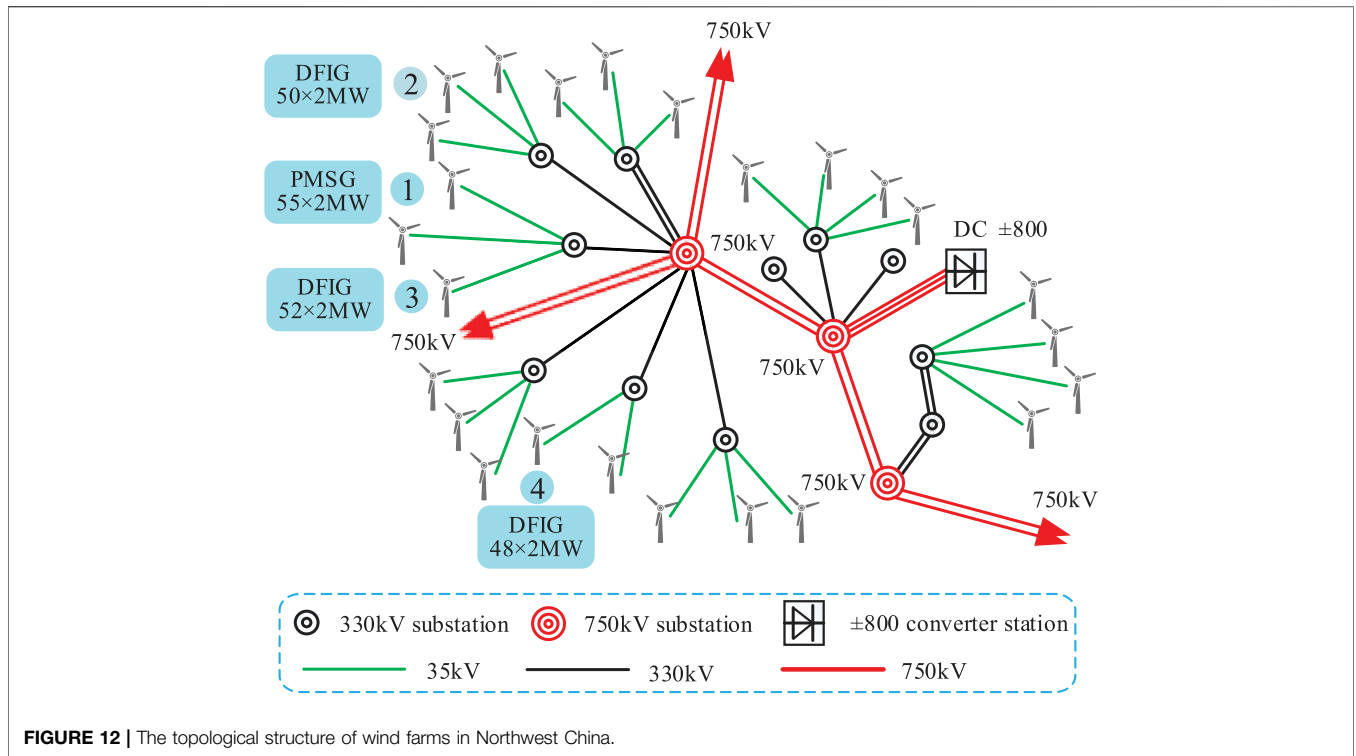 750kV
DFIG
50×2MW
2
PMSG
55×2MW
1
750kV
DC ±800
DFIG
52×2MW
3
750kV
750kV
750kV
750kV
4
DFIG
48×2MW
330kV substation
750kV substation
±800 converter station
35kV
330kV
750kV
FIGURE 12 | The topological structure of wind farms in Northwest China.